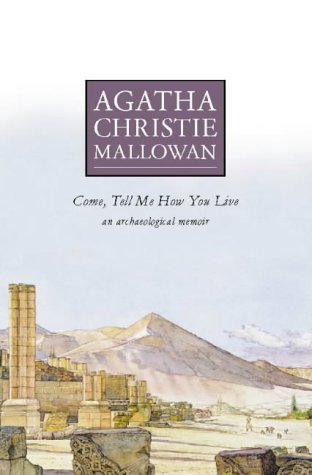 AGATHA
CHRISTIE
MALLOWAN
Come, Tell Me How You Live
an archaeological memoir